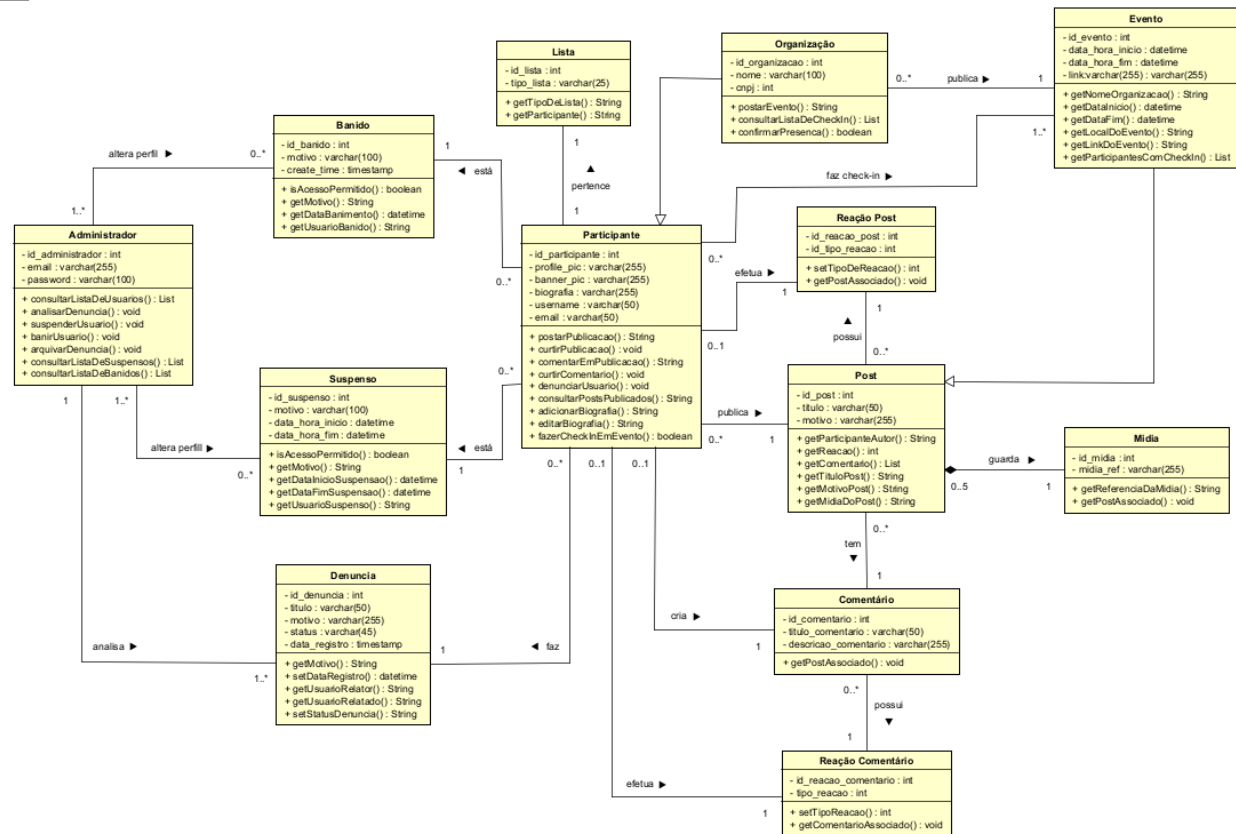 Evento
- id_evento : int
- data_hora_inicio : datetime
- data_hora_fim : datetime
- link:varchar(255) : varchar(255)
+ getNomeOrganizacao() : String
+ getDataInicio() : datetime
+ getDataFim() : datetime
+ getLocalDoEvento() : String
+ getLinkDoEvento() : String
+ getParticipantesComCheckIn() : List
Organização
- id_organizacao : int
- nome : varchar(100)
- cnpj : int
+ postarEvento() : String
+ consultarListaDeCheckIn() : List
+ confirmarPresenca() : boolean
0..*
publica ►
1
Lista
- id_lista : int
- tipo_lista : varchar(25)
+ getTipoDeLista() : String
+ getParticipante() : String
1
▲
pertence
1
Banido
- id_banido : int
- motivo : varchar(100)
- create_time : timestamp
+ isAcessoPermitido() : boolean
+ getMotivo() : String
+ getDataBanimento() : datetime
+ getUsuarioBanido() : String
altera perfil ►
0..*
1..*
1
◄ está
0..*
1..*
faz check-in ►
0..*
Administrador
- id_administrador : int
- email : varchar(255)
- password : varchar(100)
+ consultarListaDeUsuarios() : List
+ analisarDenuncia() : void
+ suspenderUsuario() : void
+ banirUsuario() : void
+ arquivarDenuncia() : void
+ consultarListaDeSuspensos() : List
+ consultarListaDeBanidos() : List
Participante
- id_participante : int
- profile_pic : varchar(255)
- banner_pic : varchar(255)
- biografia : varchar(255)
- username : varchar(50)
- email : varchar(50)
+ postarPublicacao() : String
+ curtirPublicacao() : void
+ comentarEmPublicacao() : String
+ curtirComentario() : void
+ denunciarUsuario() : void
+ consultarPostsPublicados() : String
+ adicionarBiografia() : String
+ editarBiografia() : String
+ fazerCheckInEmEvento() : boolean
Reação Post
- id_reacao_post : int
- id_tipo_reacao : int
+ setTipoDeReacao() : int
+ getPostAssociado() : void
efetua ►
1
0..1
1
▲
possui
0..*
Suspenso
- id_suspenso : int
- motivo : varchar(100)
- data_hora_inicio : datetime
- data_hora_fim : datetime
+ isAcessoPermitido() : boolean
+ getMotivo() : String
+ getDataInicioSuspensao() : datetime
+ getDataFimSuspensao() : datetime
+ getUsuarioSuspenso() : String
1
1..*
altera perfill ►
0..*
0..*
◄ está
1
Post
- id_post : int
- titulo : varchar(50)
- motivo : varchar(255)
+ getParticipanteAutor() : String
+ getReacao() : int
+ getComentario() : List
+ getTituloPost() : String
+ getMotivoPost() : String
+ getMidiaDoPost() : String
publica ►
0..*
1
Midia
- id_midia : int
- midia_ref : varchar(255)
+ getReferenciaDaMidia() : String
+ getPostAssociado() : void
guarda ►
0..5
1
0..*
0..1
0..1
0..*
tem
▼
1
Denuncia
- id_denuncia : int
- titulo : varchar(50)
- motivo : varchar(255)
- status : varchar(45)
- data_registro : timestamp
+ getMotivo() : String
+ setDataRegistro() : datetime
+ getUsuarioRelator() : String
+ getUsuarioRelatado() : String
+ setStatusDenuncia() : String
analisa ►
1..*
1
◄ faz
Comentário
- id_comentario : int
- titulo_comentario : varchar(50)
- descricao_comentario : varchar(255)
+ getPostAssociado() : void
cria ►
1
0..*
possui
▼
1
Reação Comentário
- id_reacao_comentario : int
- tipo_reacao : int
+ setTipoReacao() : int
+ getComentarioAssociado() : void
efetua ►
1